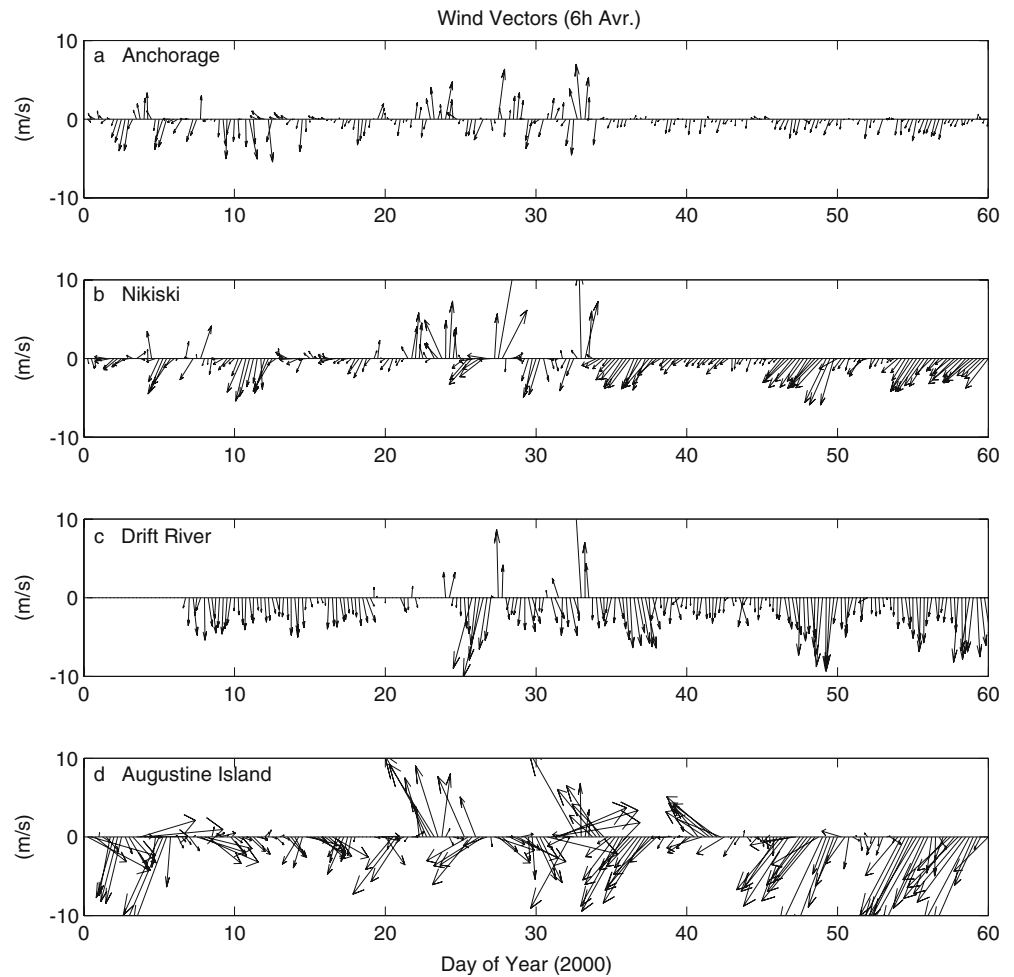 Wind Vectors (6h Avr.)
10
a Anchorage
(m/s)
0
-10
0 10 20 30 40 50 60
10
b Nikiski
(m/s)
0
-10
0 10 20 30 40 50 60
10
c Drift River
(m/s)
0
-10
0 10 20 30 40 50 60
10
d Augustine Island
(m/s)
0
-10
0 10 20 30 40 50 60
Day of Year (2000)